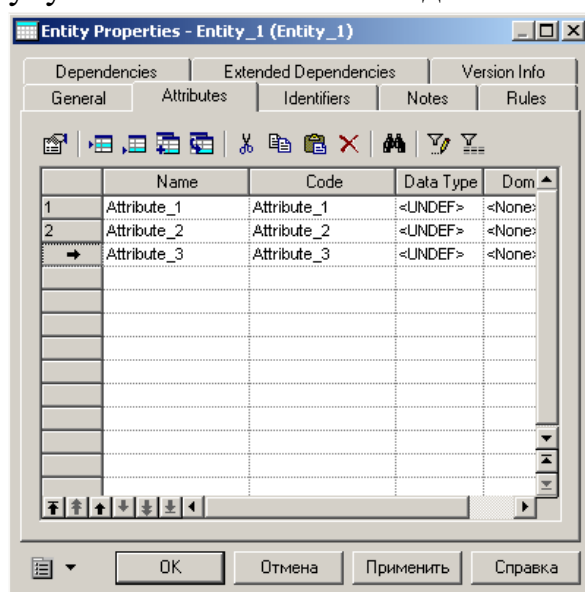 Entity Properties - Entity_1 (Entity_1)
Dependencies Extended Dependencies Version Info
General Attributes Identifiers Notes Rules
Name Code Data Type Dom
1 Attribute_1 Attribute_1 <UNDEF> <None>
2 Attribute_2 Attribute_2 <UNDEF> <None>
Attribute_3 Attribute_3 <UNDEF> <None>
OK Отмена Применить Справка